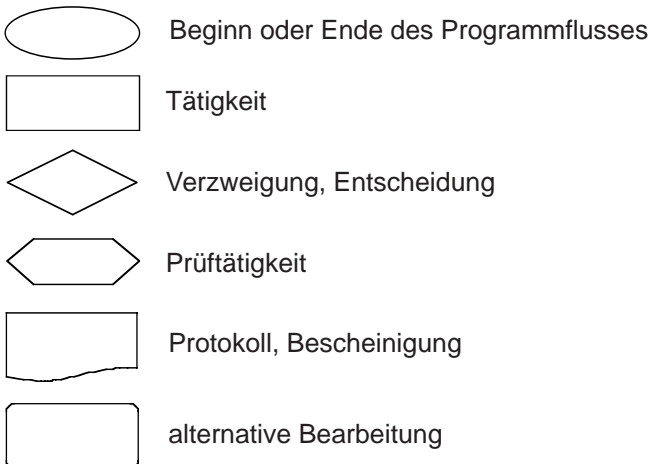 Beginn oder Ende des Programmflusses
Tätigkeit
Verzweigung, Entscheidung
Prüftätigkeit
Protokoll, Bescheinigung
alternative Bearbeitung